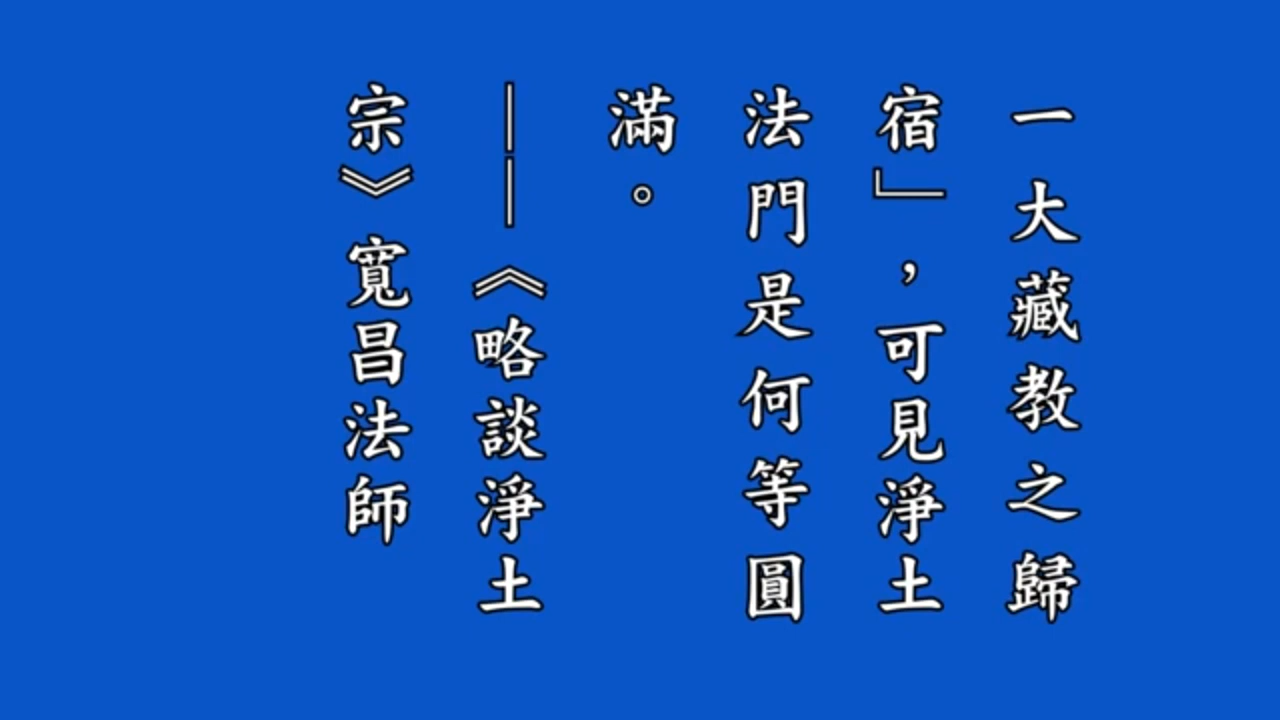 一大藏教之歸
宿」，可見淨土
法門是何等圓
滿。
——《略談淨土
宗》寬昌法師